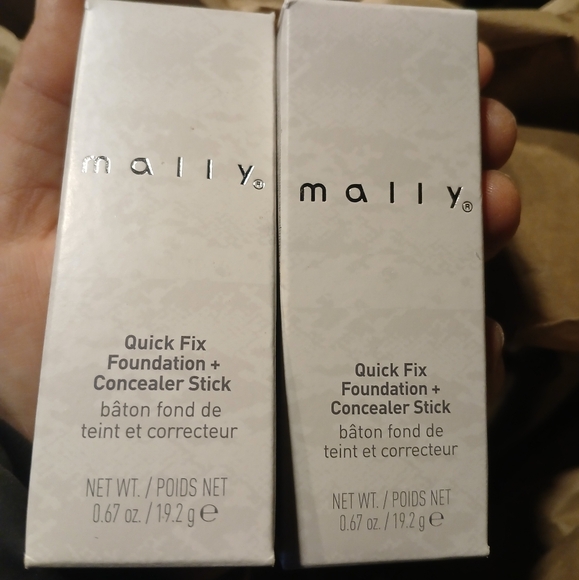 mally®
Quick Fix
Foundation +
Concealer Stick
bâton fond de
teint et correcteur
NET WT. / POIDS NET
0.67 oz. / 19.2 g ℮
mally®
Quick Fix
Foundation +
Concealer Stick
bâton fond de
teint et correcteur
NET WT. / POIDS NET
0.67 oz. / 19.2 g ℮